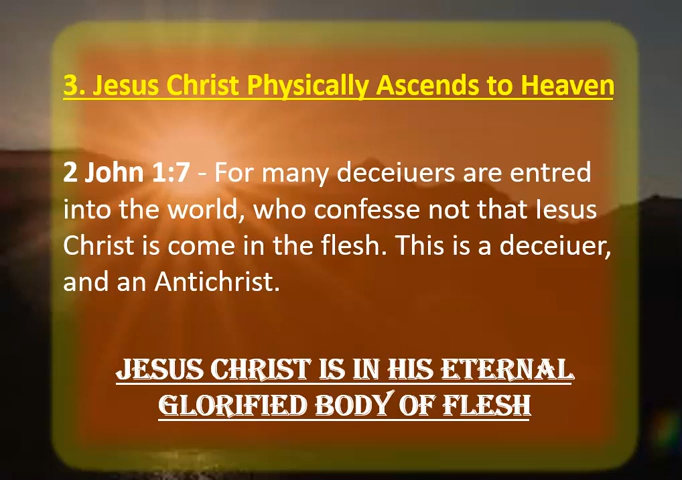 3. Jesus Christ Physically Ascends to Heaven
2 John 1:7 - For many deceiuers are entred
into the world, who confesse not that Iesus
Christ is come in the flesh. This is a deceiuer,
and an Antichrist.
JESUS CHRIST IS IN HIS ETERNAL
GLORIFIED BODY OF FLESH